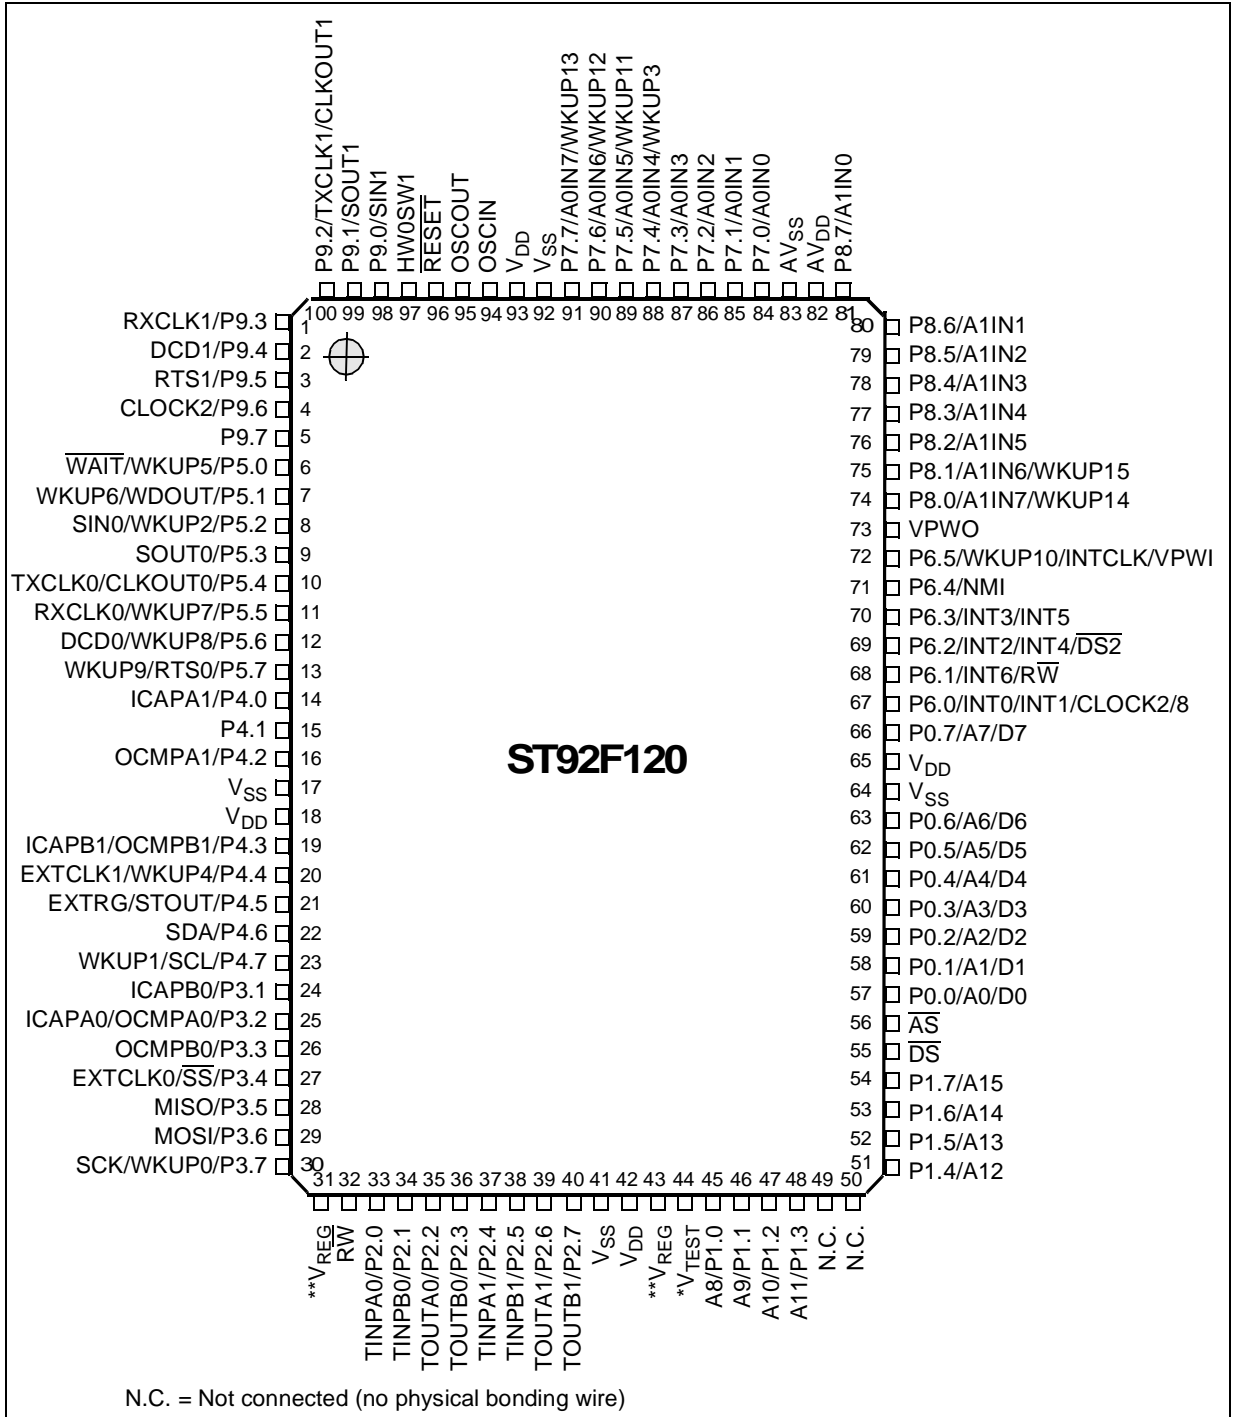 P9.2/TXCLK1/CLKOUT1
P9.1/SOUT1
P9.0/SIN1
HW0SW1
RESET
OSCOUT
OSCIN
VDD
VSS
P7.7/A0IN7/WKUP13
P7.6/A0IN6/WKUP12
P7.5/A0IN5/WKUP11
P7.4/A0IN4/WKUP3
P7.3/A0IN3
P7.2/A0IN2
P7.1/A0IN1
P7.0/A0IN0
AVSS
AVDD
P8.7/A1IN0
100 99 98 97 96 95 94 93 92 91 90 89 88 87 86 85 84 83 82 81
RXCLK1/P9.3 1
DCD1/P9.4 2
RTS1/P9.5 3
CLOCK2/P9.6 4
P9.7 5
WAIT/WKUP5/P5.0 6
WKUP6/WDOUT/P5.1 7
SIN0/WKUP2/P5.2 8
SOUT0/P5.3 9
TXCLK0/CLKOUT0/P5.4 10
RXCLK0/WKUP7/P5.5 11
DCD0/WKUP8/P5.6 12
WKUP9/RTS0/P5.7 13
ICAPA1/P4.0 14
P4.1 15
OCMPA1/P4.2 16
VSS 17
VDD 18
ICAPB1/OCMPB1/P4.3 19
EXTCLK1/WKUP4/P4.4 20
EXTRG/STOUT/P4.5 21
SDA/P4.6 22
WKUP1/SCL/P4.7 23
ICAPB0/P3.1 24
ICAPA0/OCMPA0/P3.2 25
OCMPB0/P3.3 26
EXTCLK0/SS/P3.4 27
MISO/P3.5 28
MOSI/P3.6 29
SCK/WKUP0/P3.7 30
ST92F120
80 P8.6/A1IN1
79 P8.5/A1IN2
78 P8.4/A1IN3
77 P8.3/A1IN4
76 P8.2/A1IN5
75 P8.1/A1IN6/WKUP15
74 P8.0/A1IN7/WKUP14
73 VPWO
72 P6.5/WKUP10/INTCLK/VPWI
71 P6.4/NMI
70 P6.3/INT3/INT5
69 P6.2/INT2/INT4/DS2
68 P6.1/INT6/RW
67 P6.0/INT0/INT1/CLOCK2/8
66 P0.7/A7/D7
65 VDD
64 VSS
63 P0.6/A6/D6
62 P0.5/A5/D5
61 P0.4/A4/D4
60 P0.3/A3/D3
59 P0.2/A2/D2
58 P0.1/A1/D1
57 P0.0/A0/D0
56 AS
55 DS
54 P1.7/A15
53 P1.6/A14
52 P1.5/A13
51 P1.4/A12
31 32 33 34 35 36 37 38 39 40 41 42 43 44 45 46 47 48 49 50
**VREG
RW
TINPA0/P2.0
TINPB0/P2.1
TOUTA0/P2.2
TOUTB0/P2.3
TINPA1/P2.4
TINPB1/P2.5
TOUTA1/P2.6
TOUTB1/P2.7
VSS
VDD
**VREG
*VTEST
A8/P1.0
A9/P1.1
A10/P1.2
A11/P1.3
N.C.
N.C.
N.C. = Not connected (no physical bonding wire)